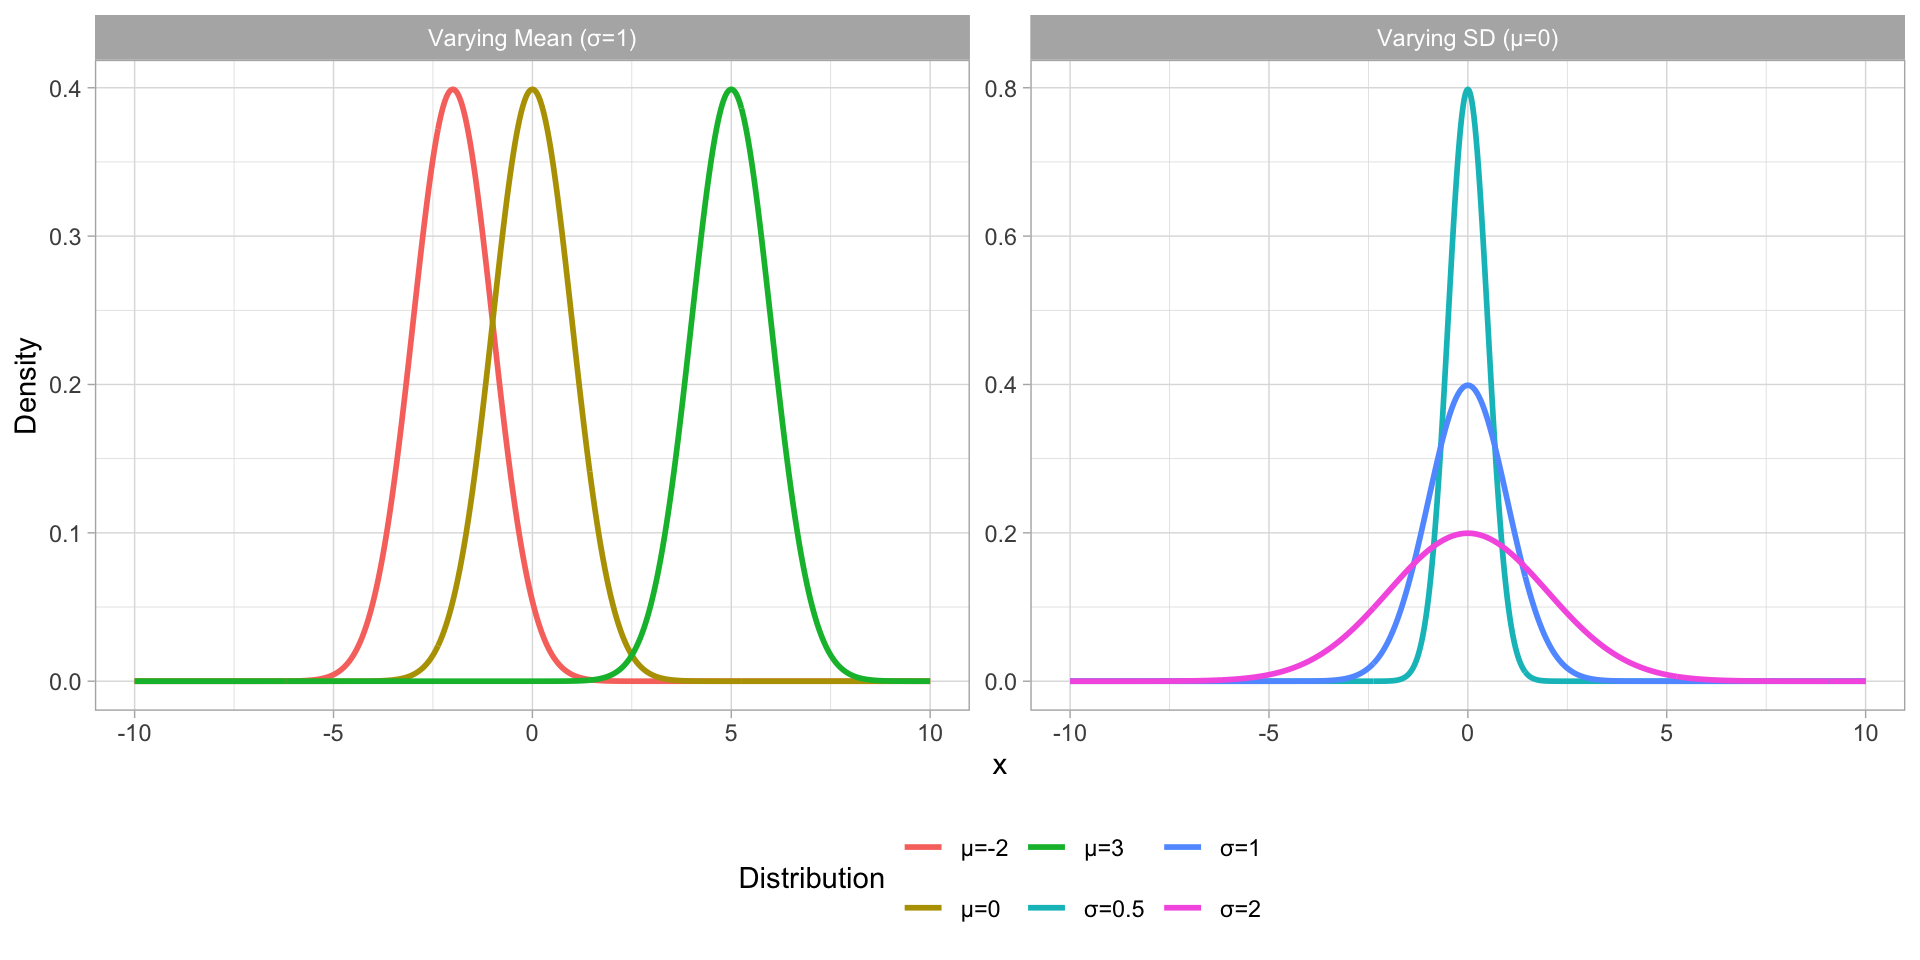 Varying Mean (σ=1)
Varying SD (μ=0)
Density
0.4
0.3
0.2
0.1
0.0
-10 -5 0 5 10
0.8
0.6
0.4
0.2
0.0
-10 -5 0 5 10
x
Distribution
μ=-2 μ=3 σ=1
μ=0 σ=0.5 σ=2